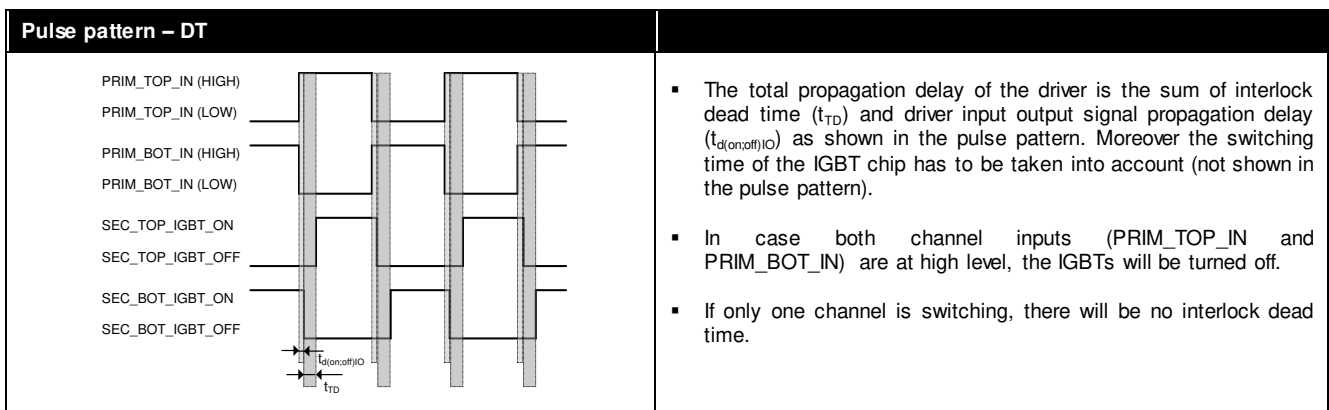 Pulse pattern – DT
PRIM_TOP_IN (HIGH)
PRIM_TOP_IN (LOW)
PRIM_BOT_IN (HIGH)
PRIM_BOT_IN (LOW)
SEC_TOP_IGBT_ON
SEC_TOP_IGBT_OFF
SEC_BOT_IGBT_ON
SEC_BOT_IGBT_OFF
td(on;off)IO
tTD
▪ The total propagation delay of the driver is the sum of interlock
dead time (tTD) and driver input output signal propagation delay
(td(on;off)IO) as shown in the pulse pattern. Moreover the switching
time of the IGBT chip has to be taken into account (not shown in
the pulse pattern).
▪ In case both channel inputs (PRIM_TOP_IN and
PRIM_BOT_IN) are at high level, the IGBTs will be turned off.
▪ If only one channel is switching, there will be no interlock dead
time.